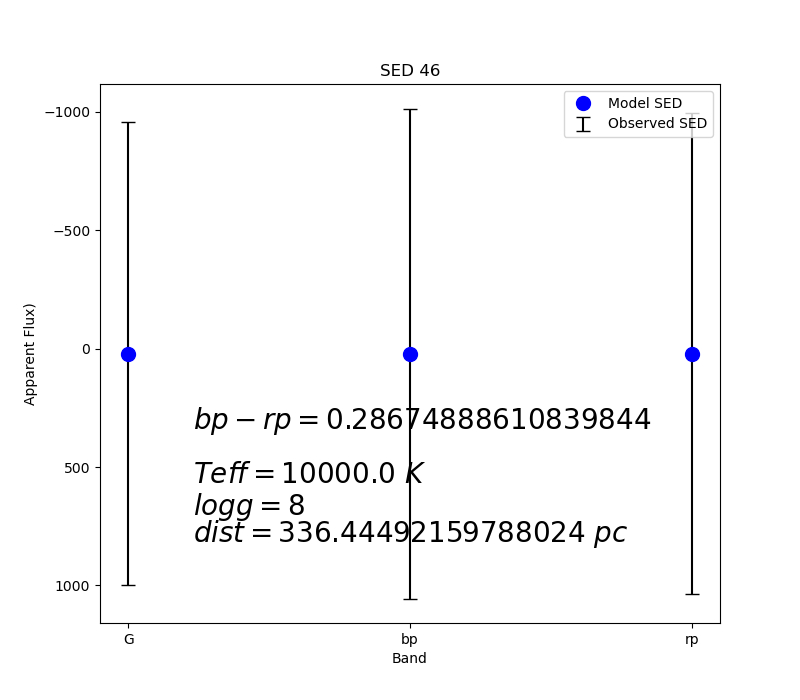 SED 46
Model SED
Observed SED
−1000
−500
0
500
1000
Apparent Flux)
bp − rp = 0.28674888610839844
Teff = 10000.0 K
logg = 8
dist = 336.44492159788024 pc
G bp rp
Band